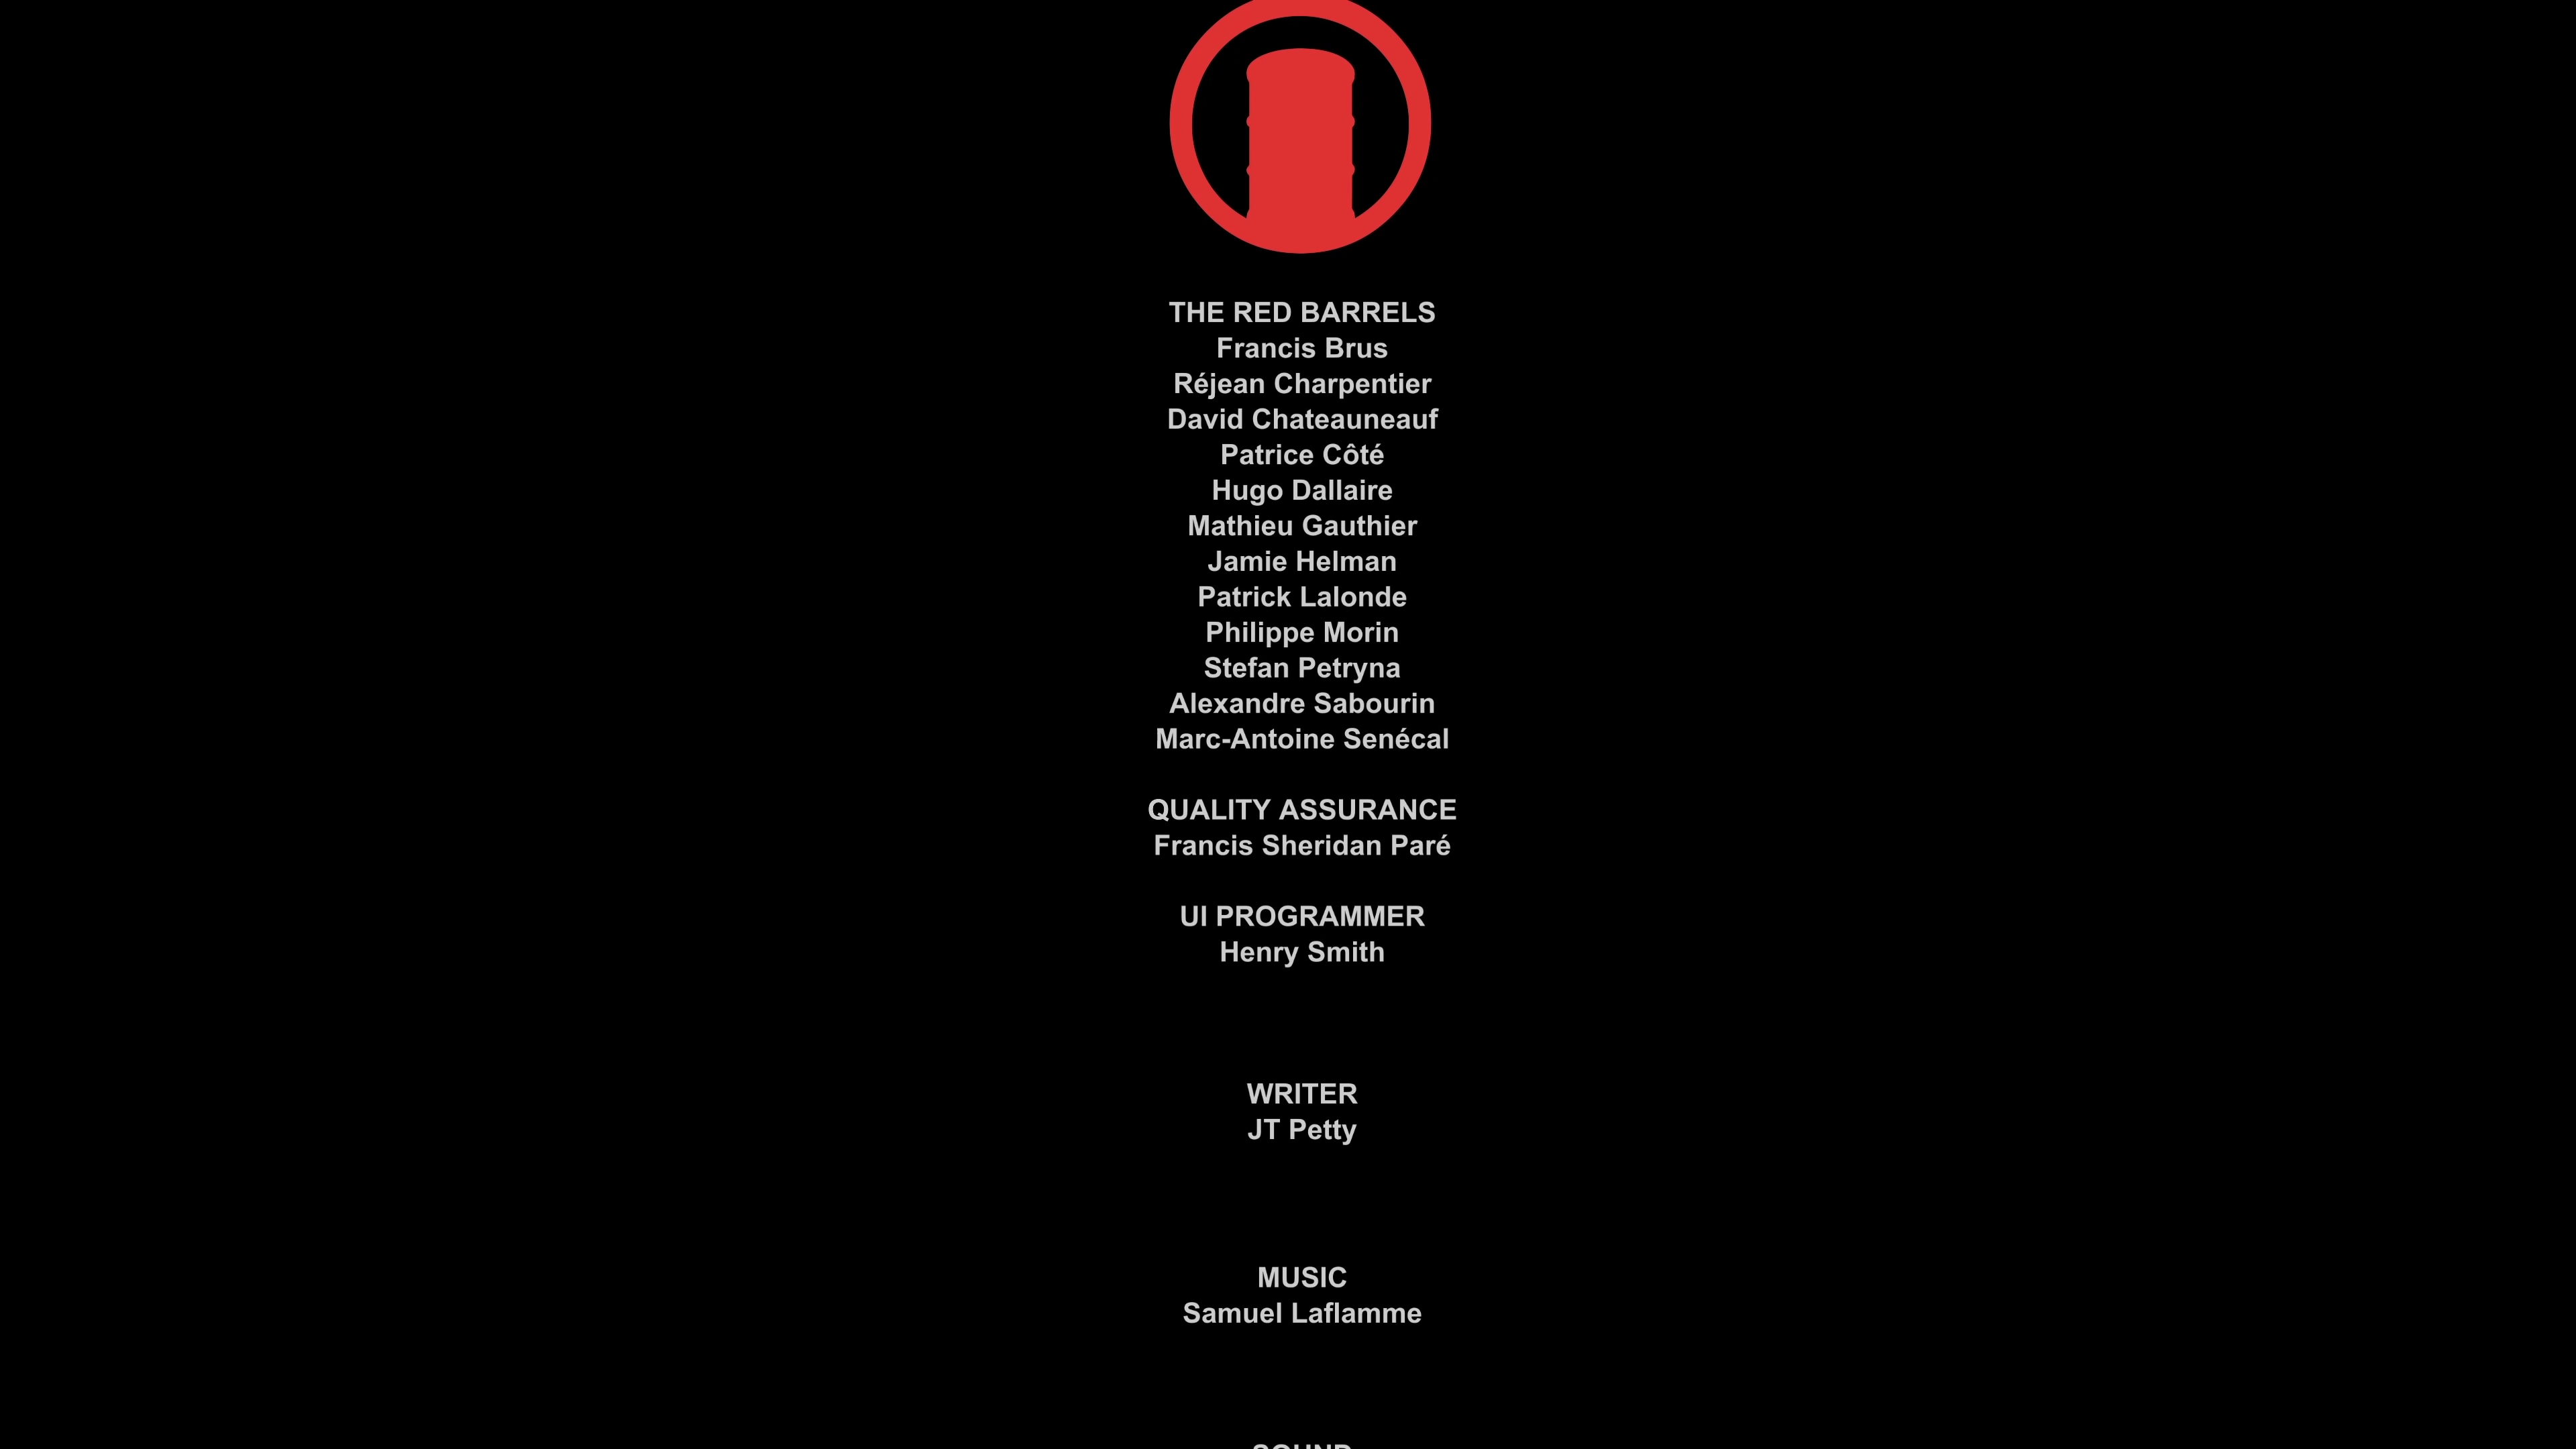 THE RED BARRELS
Francis Brus
Réjean Charpentier
David Chateauneuf
Patrice Côté
Hugo Dallaire
Mathieu Gauthier
Jamie Helman
Patrick Lalonde
Philippe Morin
Stefan Petryna
Alexandre Sabourin
Marc-Antoine Senécal
QUALITY ASSURANCE
Francis Sheridan Paré
UI PROGRAMMER
Henry Smith
WRITER
JT Petty
MUSIC
Samuel Laflamme
SOUND